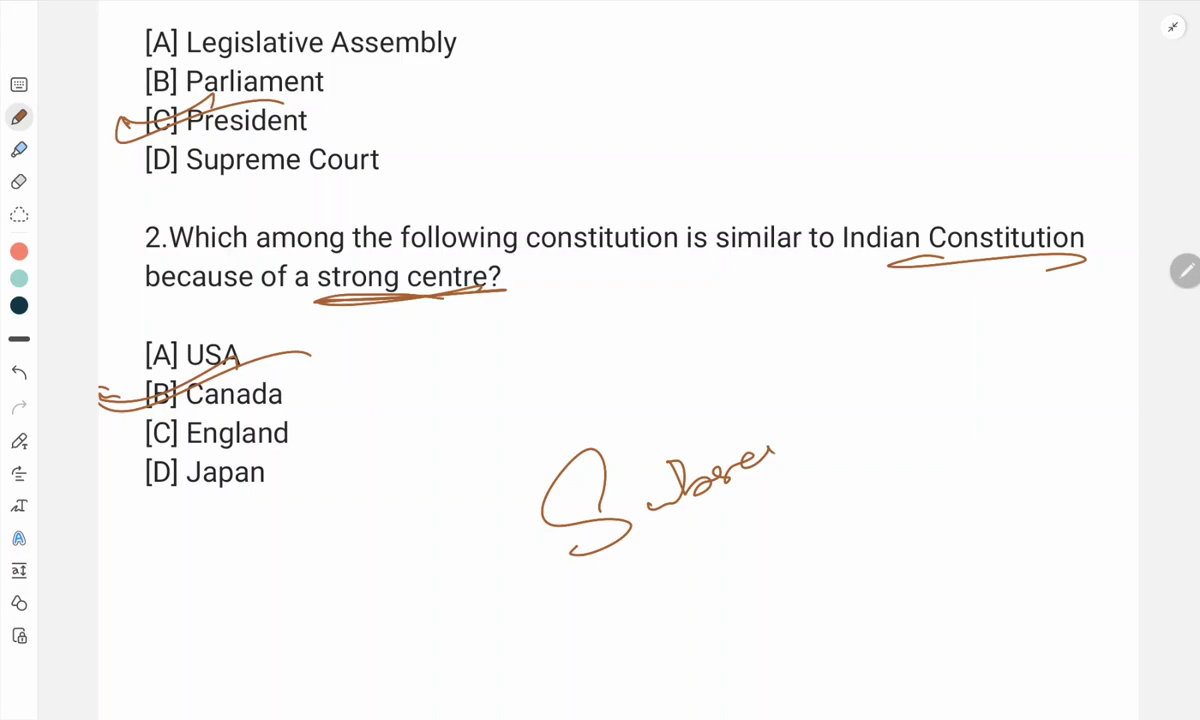 [A] Legislative Assembly
[B] Parliament
[C] President
[D] Supreme Court
2.Which among the following constitution is similar to Indian Constitution
because of a strong centre?
[A] USA
[B] Canada
[C] England
[D] Japan